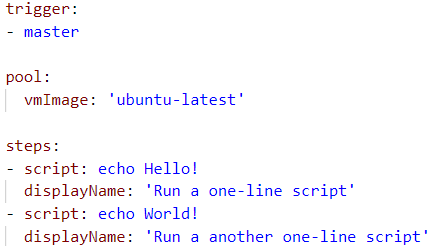 trigger:
- master
pool:
  vmImage: 'ubuntu-latest'
steps:
- script: echo Hello!
  displayName: 'Run a one-line script'
- script: echo World!
  displayName: 'Run a another one-line script'